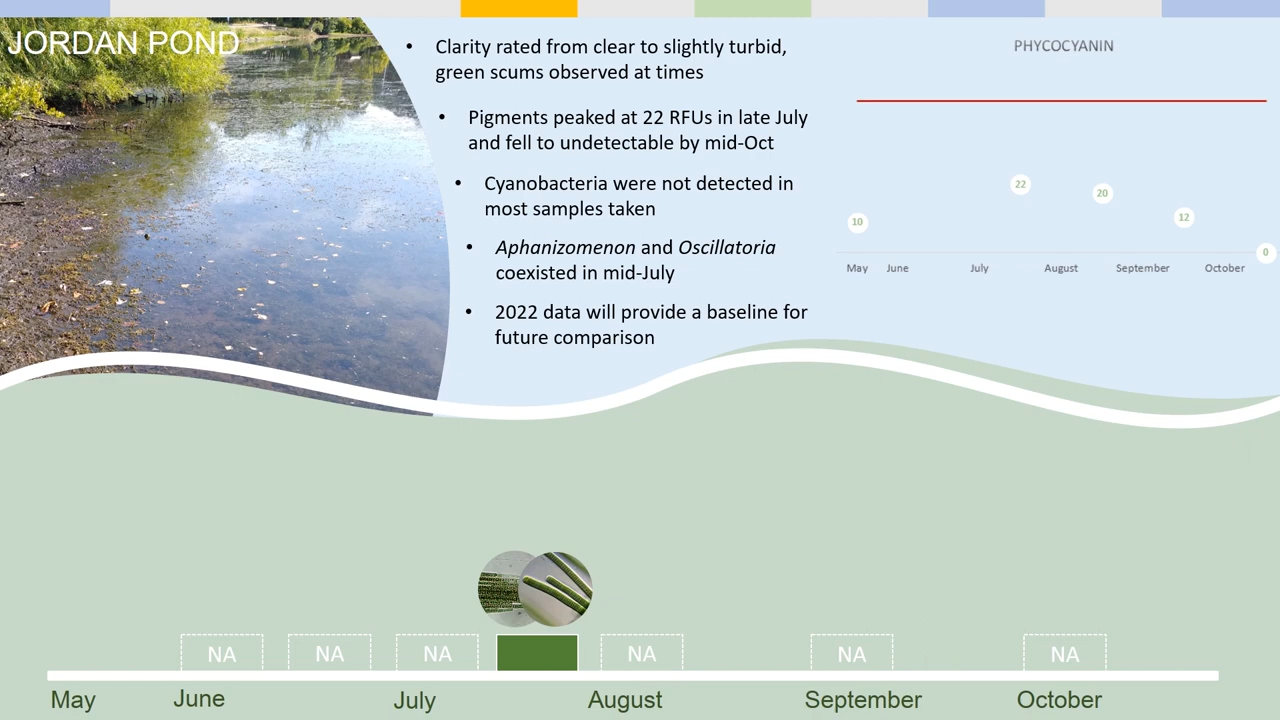 JORDAN POND
• Clarity rated from clear to slightly turbid,
green scums observed at times
• Pigments peaked at 22 RFUs in late July
and fell to undetectable by mid-Oct
• Cyanobacteria were not detected in
most samples taken
• Aphanizomenon and Oscillatoria
coexisted in mid-July
• 2022 data will provide a baseline for
future comparison
PHYCOCYANIN
10
22
20
12
0
May June July August September October
NA NA NA NA NA NA
May June July August September October